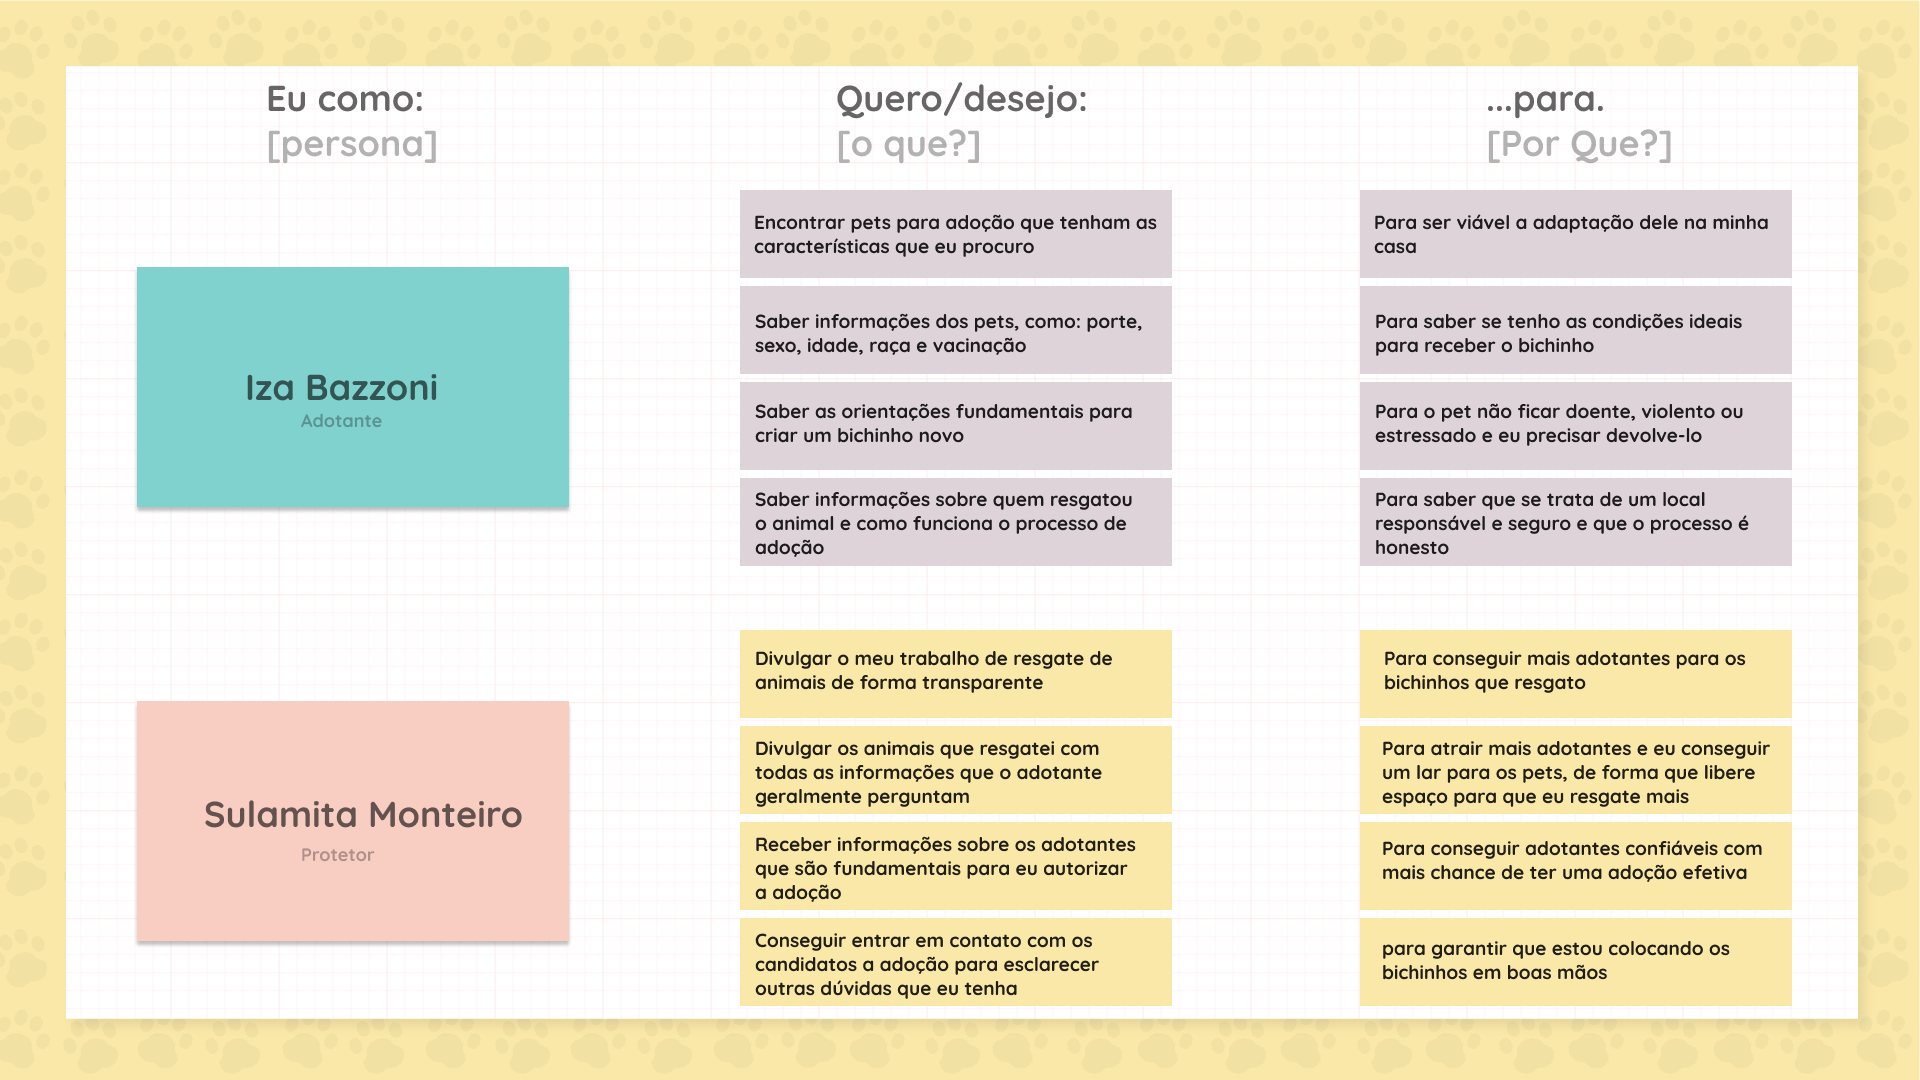 Eu como:
[persona]
Quero/desejo:
[o que?]
...para.
[Por Que?]
Iza Bazzoni
Adotante
Encontrar pets para adoção que tenham as
características que eu procuro
Para ser viável a adaptação dele na minha
casa
Saber informações dos pets, como: porte,
sexo, idade, raça e vacinação
Para saber se tenho as condições ideais
para receber o bichinho
Saber as orientações fundamentais para
criar um bichinho novo
Para o pet não ficar doente, violento ou
estressado e eu precisar devolve-lo
Saber informações sobre quem resgatou
o animal e como funciona o processo de
adoção
Para saber que se trata de um local
responsável e seguro e que o processo é
honesto
Sulamita Monteiro
Protetor
Divulgar o meu trabalho de resgate de
animais de forma transparente
Para conseguir mais adotantes para os
bichinhos que resgato
Divulgar os animais que resgatei com
todas as informações que o adotante
geralmente perguntam
Para atrair mais adotantes e eu conseguir
um lar para os pets, de forma que libere
espaço para que eu resgate mais
Receber informações sobre os adotantes
que são fundamentais para eu autorizar
a adoção
Para conseguir adotantes confiáveis com
mais chance de ter uma adoção efetiva
Conseguir entrar em contato com os
candidatos a adoção para esclarecer
outras dúvidas que eu tenha
para garantir que estou colocando os
bichinhos em boas mãos